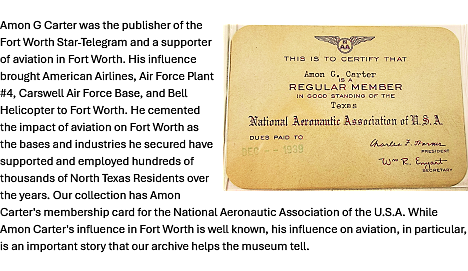 Amon G Carter was the publisher of the
Fort Worth Star-Telegram and a supporter
of aviation in Fort Worth. His influence
brought American Airlines, Air Force Plant
#4, Carswell Air Force Base, and Bell
Helicopter to Fort Worth. He cemented
the impact of aviation on Fort Worth as
the bases and industries he secured have
supported and employed hundreds of
thousands of North Texas Residents over
the years. Our collection has Amon
Carter's membership card for the National Aeronautic Association of the U.S.A. While
Amon Carter's influence in Fort Worth is well known, his influence on aviation, in particular,
is an important story that our archive helps the museum tell.
THIS IS TO CERTIFY THAT
Amon G. Carter
IS A
REGULAR MEMBER
IN GOOD STANDING OF THE
Texas
National Aeronautic Association of U.S.A.
DUES PAID TO
DEC 1939
Charles F. Horner
PRESIDENT
Wm R. Enyart
SECRETARY